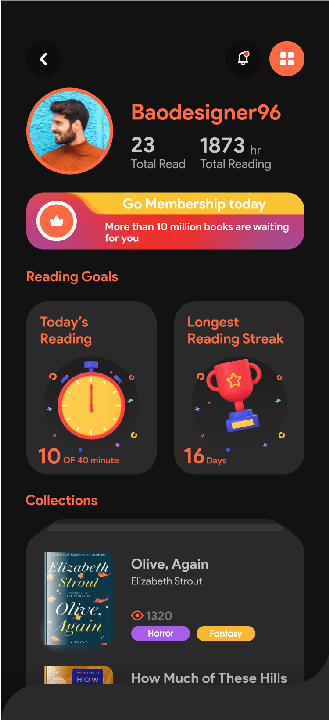 Baodesigner96
23 1873 hr
Total Read Total Reading
Go Membership today
More than 10 million books are waiting
for you
Reading Goals
Today's
Reading
10 OF 40 minute
Longest
Reading Streak
16 Days
Collections
Elizabeth
Strout
Olive,
Again
Olive, Again
Elizabeth Strout
1320
Horror Fantasy
HOW
How Much of These Hills